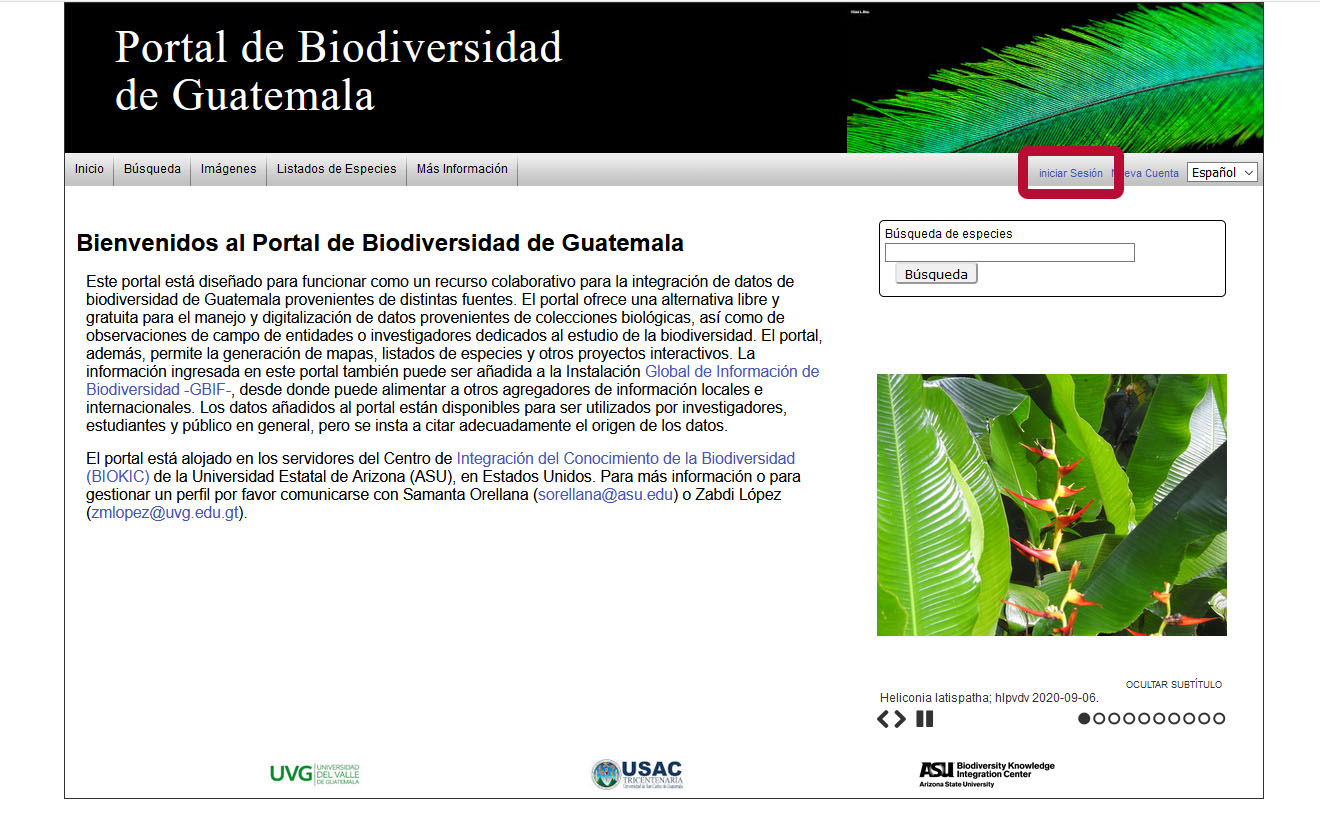 Portal de Biodiversidad
de Guatemala
Inicio Búsqueda Imágenes Listados de Especies Más Información
iniciar Sesión eva Cuenta Español
Bienvenidos al Portal de Biodiversidad de Guatemala
Este portal está diseñado para funcionar como un recurso colaborativo para la integración de datos de
biodiversidad de Guatemala provenientes de distintas fuentes. El portal ofrece una alternativa libre y
gratuita para el manejo y digitalización de datos provenientes de colecciones biológicas, así como de
observaciones de campo de entidades o investigadores dedicados al estudio de la biodiversidad. El portal,
además, permite la generación de mapas, listados de especies y otros proyectos interactivos. La
información ingresada en este portal también puede ser añadida a la Instalación Global de Información de
Biodiversidad -GBIF-, desde donde puede alimentar a otros agregadores de información locales e
internacionales. Los datos añadidos al portal están disponibles para ser utilizados por investigadores,
estudiantes y público en general, pero se insta a citar adecuadamente el origen de los datos.
El portal está alojado en los servidores del Centro de Integración del Conocimiento de la Biodiversidad
(BIOKIC) de la Universidad Estatal de Arizona (ASU), en Estados Unidos. Para más información o para
gestionar un perfil por favor comunicarse con Samanta Orellana (sorellana@asu.edu) o Zabdi López
(zmlopez@uvg.edu.gt).
Búsqueda de especies
Búsqueda
OCULTAR SUBTÍTULO
Heliconia latispatha; hlpvdv 2020-09-06.
UVG UNIVERSIDAD
DEL VALLE
DE GUATEMALA
USAC
TRICENTENARIA
Universidad de San Carlos de Guatemala
ASU Biodiversity Knowledge
Integration Center
Arizona State University